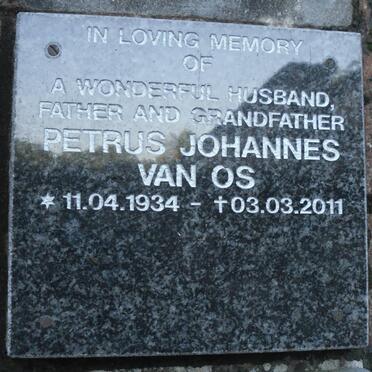 IN LOVING MEMORY
OF
A WONDERFUL HUSBAND,
FATHER AND GRANDFATHER
PETRUS JOHANNES
VAN OS
* 11.04.1934 - †03.03.2011